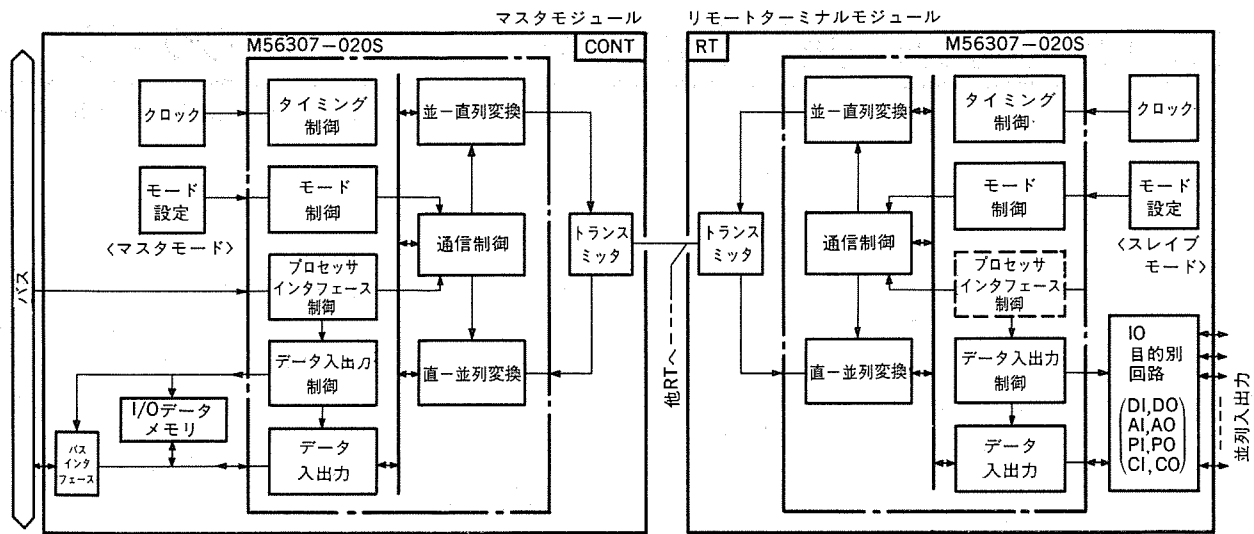 マスタモジュール
リモートターミナルモジュール
M56307-020S
CONT
RT
M56307-020S
バス
クロック
モード
設定
〈マスタモード〉
タイミング
制御
モード
制御
プロセッサ
インタフェース
制御
データ入出力
制御
データ
入出力
I/Oデータ
メモリ
バス
インタ
フェース
並-直列変換
通信制御
直-並列変換
トランス
ミッタ
他RTへ
トランス
ミッタ
並-直列変換
通信制御
直-並列変換
タイミング
制御
モード
制御
プロセッサ
インタフェース
制御
データ入出力
制御
データ
入出力
クロック
モード
設定
〈スレイブ
モード〉
IO
目的別
回路
(DI,DO
AI,AO
PI,PO
CI,CO)
並列入出力